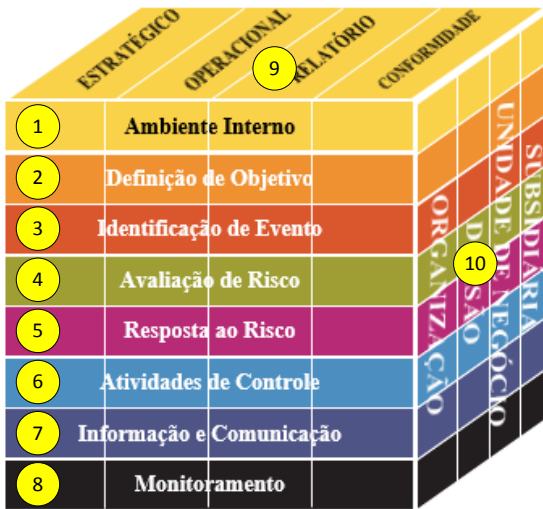 ESTRATÉGICO
OPERACIONAL
9
RELATÓRIO
CONFORMIDADE
1 Ambiente Interno
2 Definição de Objetivo
3 Identificação de Evento
4 Avaliação de Risco
5 Resposta ao Risco
6 Atividades de Controle
7 Informação e Comunicação
8 Monitoramento
ORGANIZAÇÃO
10
UNIDADE DE NEGÓCIO
SUBSIDIÁRIA